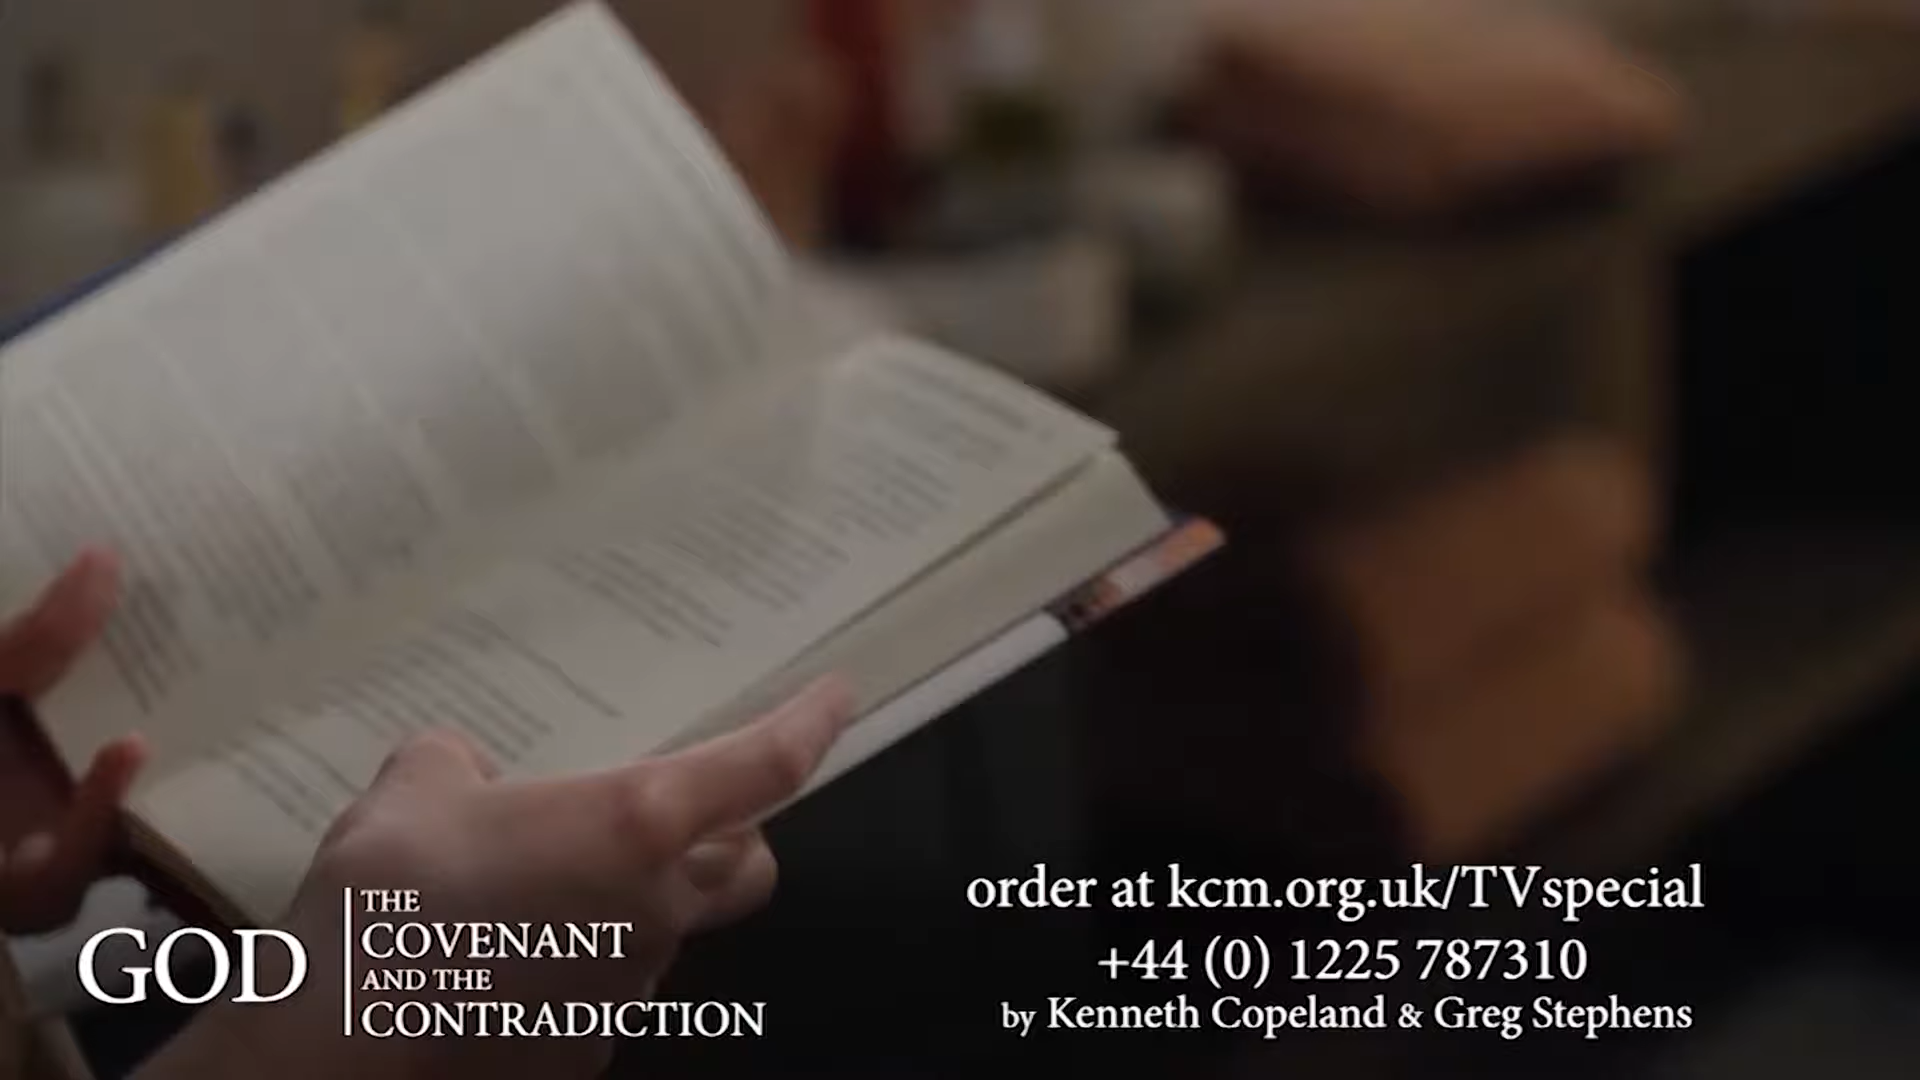 GOD
THE
COVENANT
AND THE
CONTRADICTION
order at kcm.org.uk/TVspecial
+44 (0) 1225 787310
by Kenneth Copeland & Greg Stephens